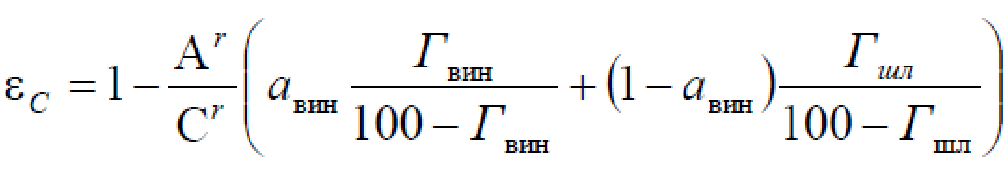 ε_C = 1 - A^r / C^r ( a_вин Г_вин / (100 - Г_вин) + (1 - a_вин) Г_шл / (100 - Г_шл) )